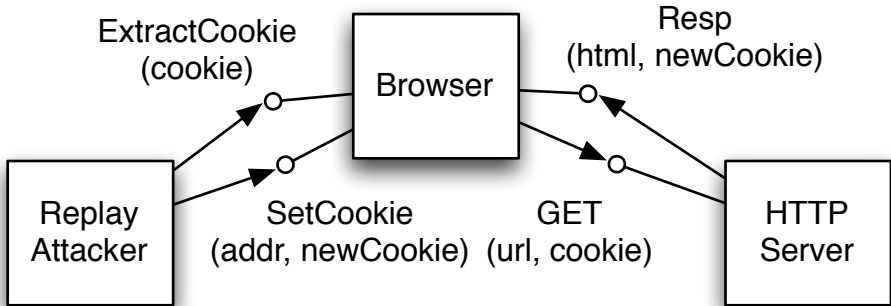 ExtractCookie
(cookie)
Browser
Resp
(html, newCookie)
Replay
Attacker
SetCookie
(addr, newCookie)
GET
(url, cookie)
HTTP
Server